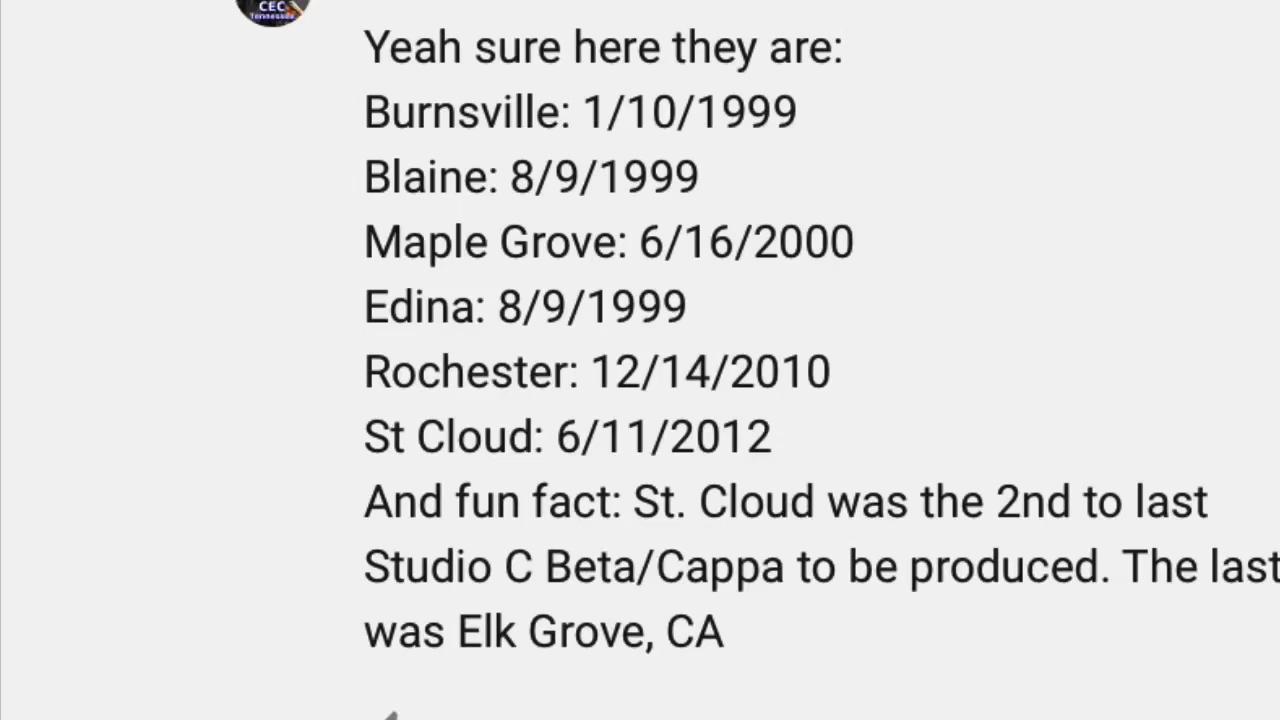 CEC
Tennessee
Yeah sure here they are:
Burnsville: 1/10/1999
Blaine: 8/9/1999
Maple Grove: 6/16/2000
Edina: 8/9/1999
Rochester: 12/14/2010
St Cloud: 6/11/2012
And fun fact: St. Cloud was the 2nd to last
Studio C Beta/Cappa to be produced. The last
was Elk Grove, CA